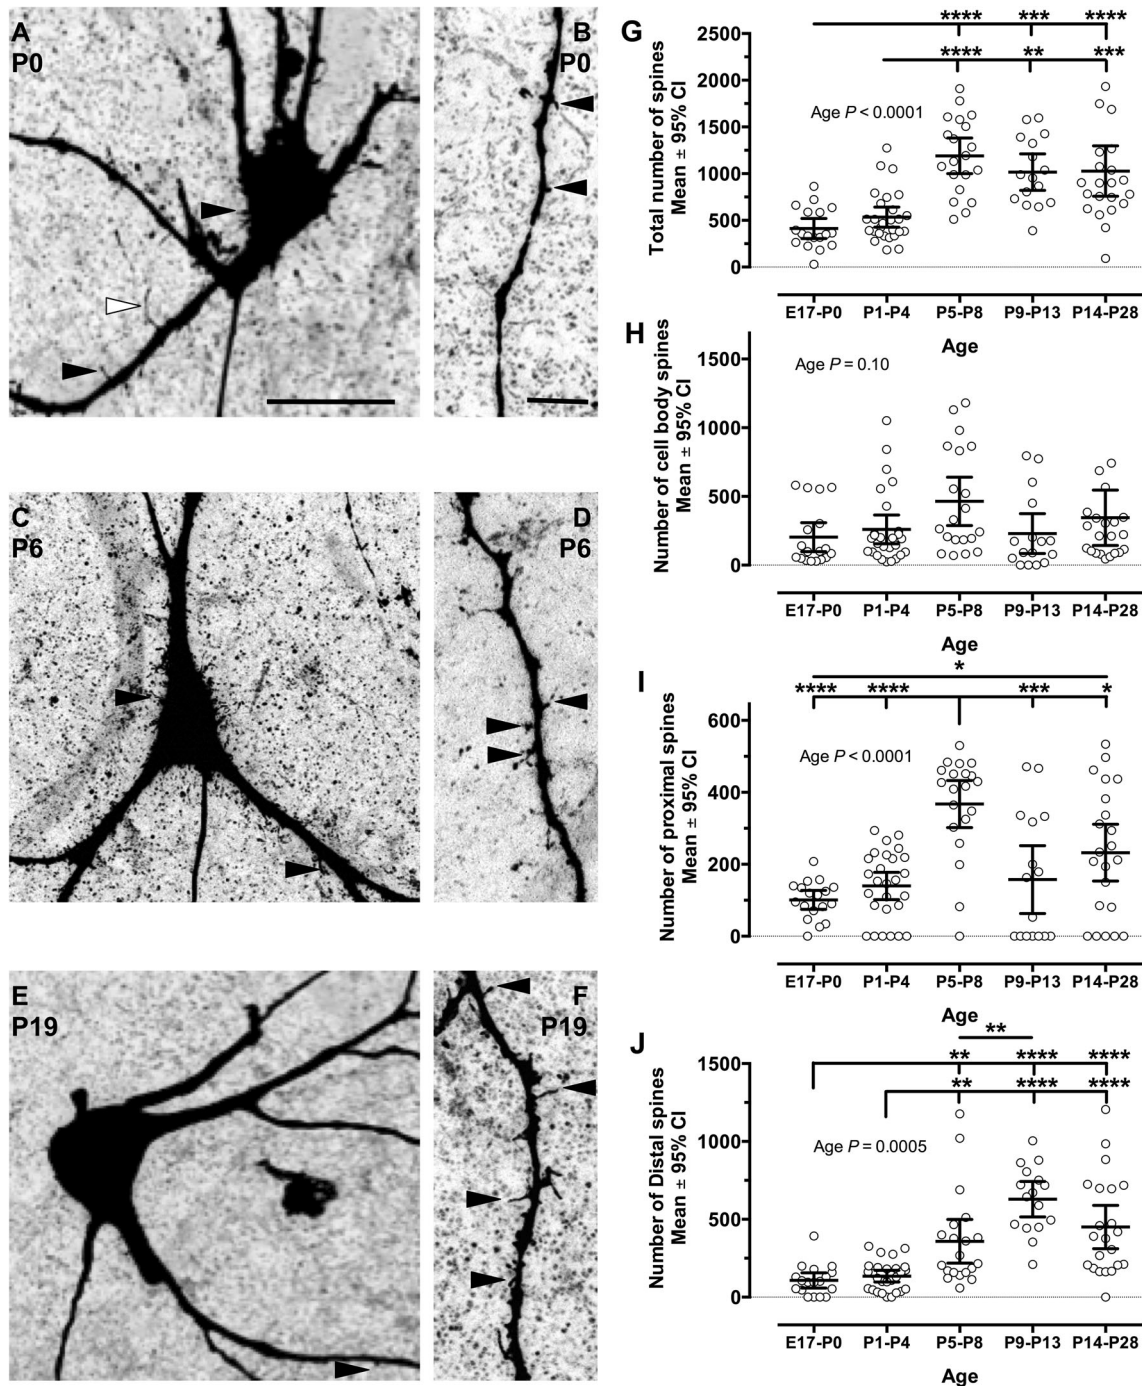 A
P0
B
P0
C
P6
D
P6
E
P19
F
P19
G
**** *** ****
**** ** ***
2500
Age P < 0.0001
2000
1500
1000
500
0
Total number of spines
Mean ± 95% CI
E17-P0 P1-P4 P5-P8 P9-P13 P14-P28
Age
H
1500
Age P = 0.10
1000
500
0
Number of cell body spines
Mean ± 95% CI
E17-P0 P1-P4 P5-P8 P9-P13 P14-P28
Age
I
*
**** **** *** *
600
Age P < 0.0001
400
200
0
Number of proximal spines
Mean ± 95% CI
E17-P0 P1-P4 P5-P8 P9-P13 P14-P28
Age
J
**
** **** ****
** **** ****
1500
1000
Age P = 0.0005
500
0
Number of Distal spines
Mean ± 95% CI
E17-P0 P1-P4 P5-P8 P9-P13 P14-P28
Age